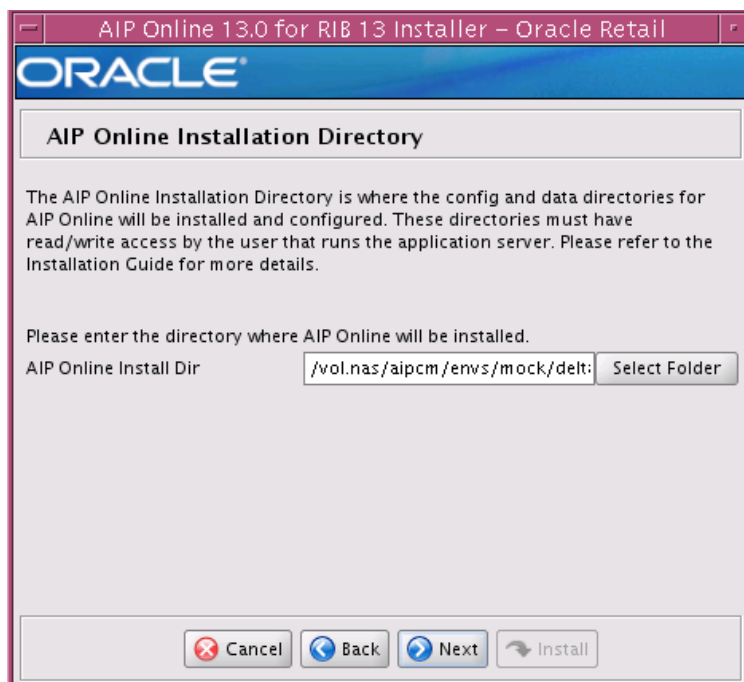 AIP Online 13.0 for RIB 13 Installer – Oracle Retail
ORACLE®
AIP Online Installation Directory
The AIP Online Installation Directory is where the config and data directories for
AIP Online will be installed and configured. These directories must have
read/write access by the user that runs the application server. Please refer to the
Installation Guide for more details.
Please enter the directory where AIP Online will be installed.
AIP Online Install Dir /vol.nas/aipcm/envs/mock/delta Select Folder
Cancel Back Next Install